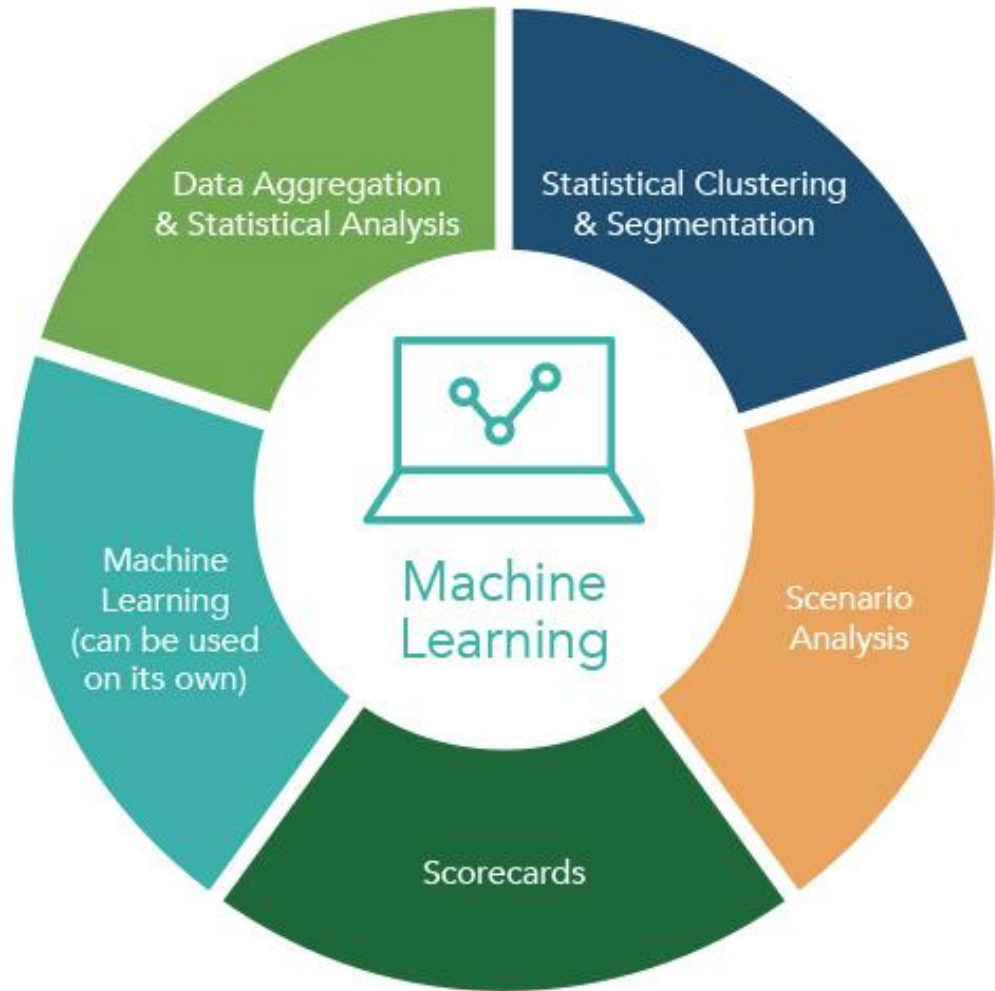 Data Aggregation
& Statistical Analysis
Statistical Clustering
& Segmentation
Scenario
Analysis
Scorecards
Machine
Learning
(can be used
on its own)
Machine
Learning